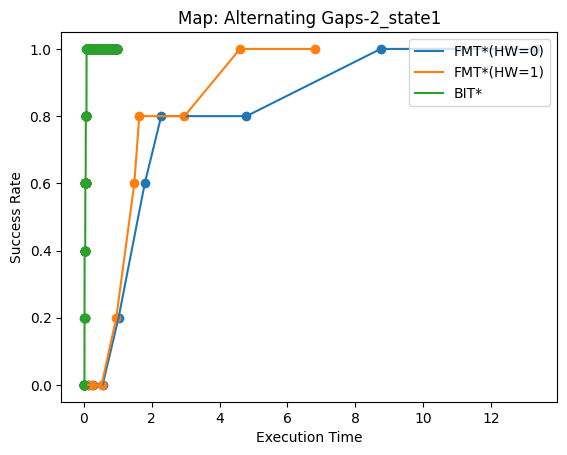 Map: Alternating Gaps-2_state1
1.0
0.8
0.6
0.4
0.2
0.0
Success Rate
FMT*(HW=0)
FMT*(HW=1)
BIT*
0 2 4 6 8 10 12
Execution Time